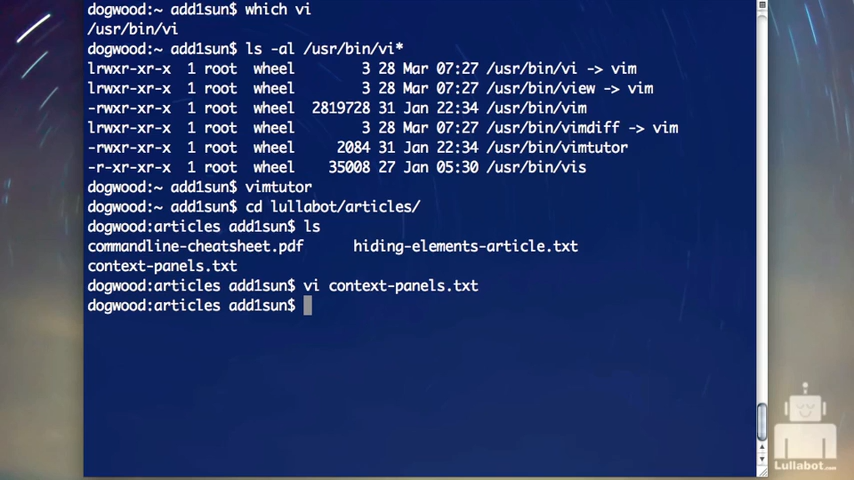 dogwood:~ add1sun$ which vi
/usr/bin/vi
dogwood:~ add1sun$ ls -al /usr/bin/vi*
lrwxr-xr-x  1 root  wheel        3 28 Mar 07:27 /usr/bin/vi -> vim
lrwxr-xr-x  1 root  wheel        3 28 Mar 07:27 /usr/bin/view -> vim
-rwxr-xr-x  1 root  wheel  2819728 31 Jan 22:34 /usr/bin/vim
lrwxr-xr-x  1 root  wheel        3 28 Mar 07:27 /usr/bin/vimdiff -> vim
-rwxr-xr-x  1 root  wheel     2084 31 Jan 22:34 /usr/bin/vimtutor
-r-xr-xr-x  1 root  wheel    35008 27 Jan 05:30 /usr/bin/vis
dogwood:~ add1sun$ vimtutor
dogwood:~ add1sun$ cd lullabot/articles/
dogwood:articles add1sun$ ls
commandline-cheatsheet.pdf      hiding-elements-article.txt
context-panels.txt
dogwood:articles add1sun$ vi context-panels.txt
dogwood:articles add1sun$
Lullabot.com